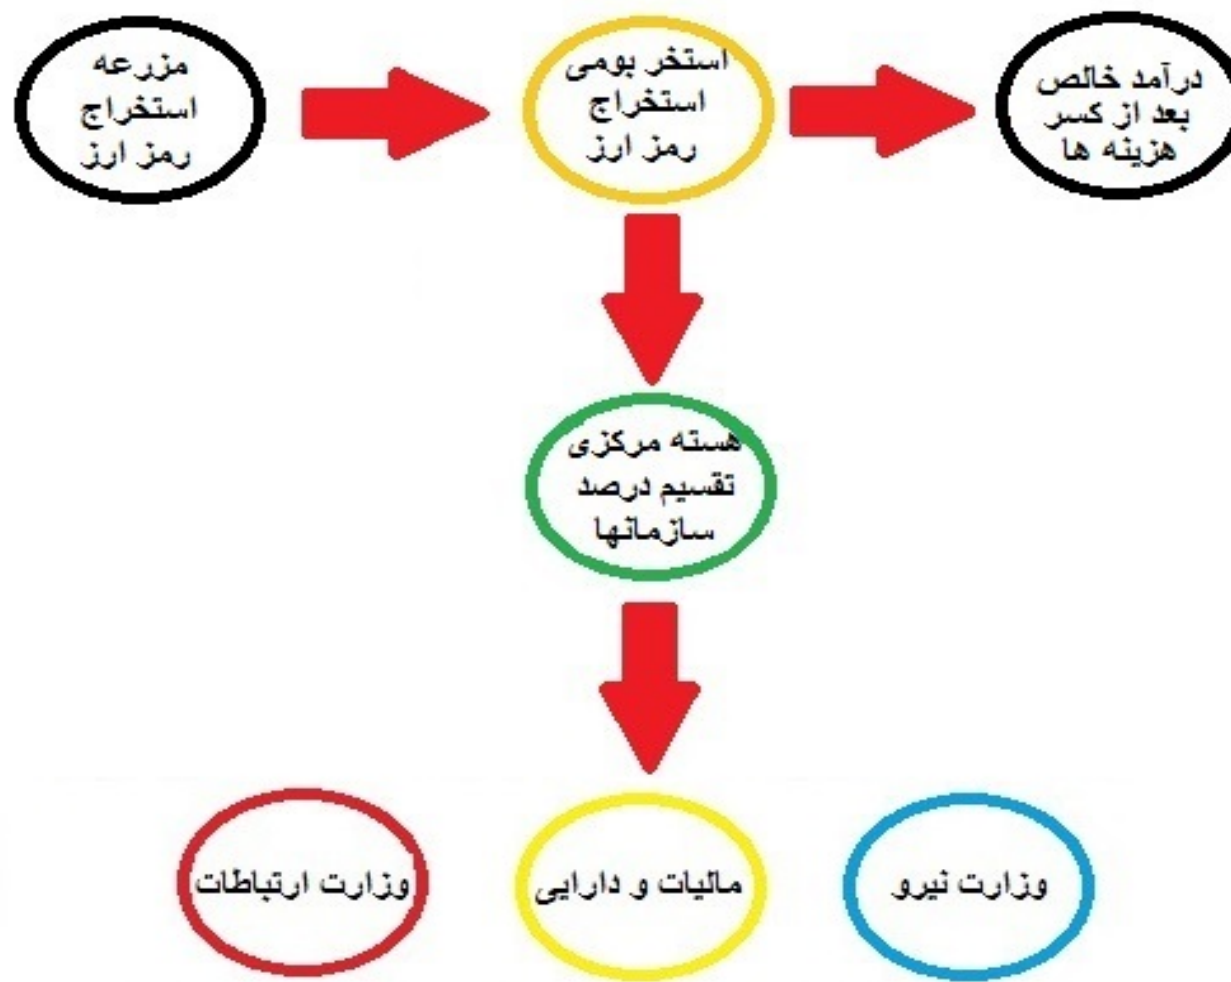 مزرعه
استخراج
رمز ارز
استخر بومی
استخراج
رمز ارز
درآمد خالص
بعد از کسر
هزینه ها
هسته مرکزی
تقسیم درصد
سازمانها
وزارت ارتباطات
مالیات و دارایی
وزارت نیرو